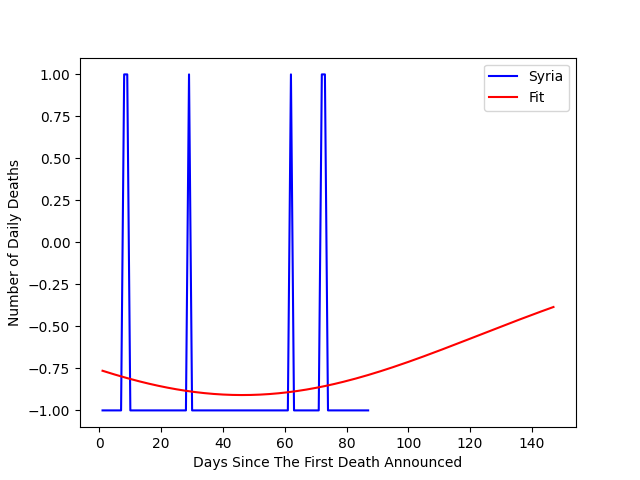 Syria
Fit
1.00
0.75
0.50
0.25
0.00
−0.25
−0.50
−0.75
−1.00
Number of Daily Deaths
0 20 40 60 80 100 120 140
Days Since The First Death Announced